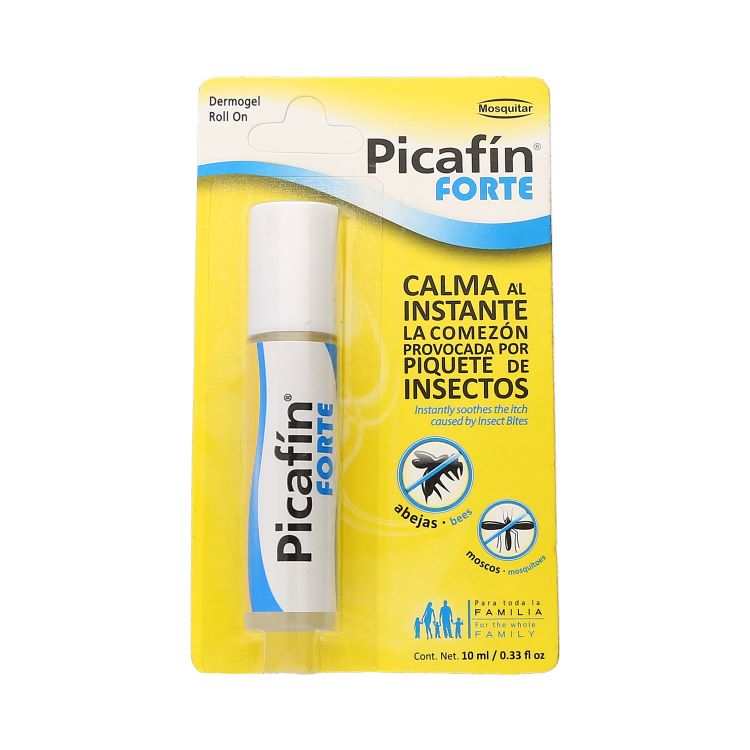 Dermogel
Roll On
Mosquitar
Picafín®
FORTE
CALMA AL
INSTANTE
LA COMEZÓN
PROVOCADA POR
PIQUETE DE
INSECTOS
Instantly soothes the itch
caused by Insect Bites
abejas · bees
moscos · mosquitoes
Para toda la
FAMILIA
For the whole
FAMILY
Cont. Net. 10 ml / 0.33 fl oz
Picafín®
FORTE